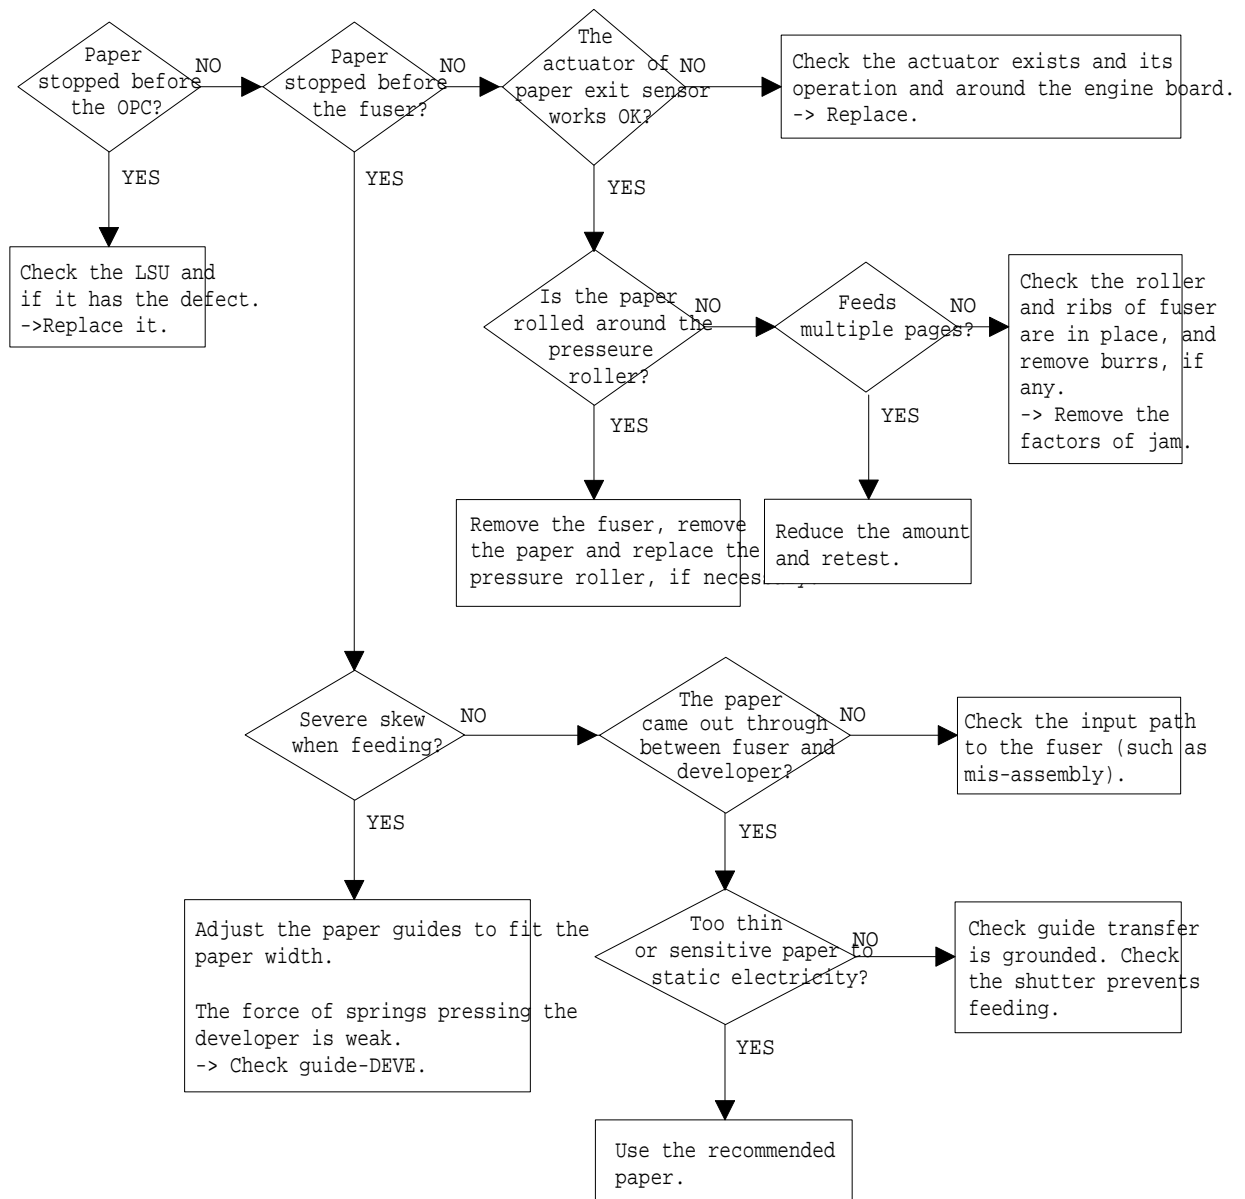 Paper
stopped before
the OPC?
NO
YES
Paper
stopped before
the fuser?
NO
YES
The
actuator of
paper exit sensor
works OK?
NO
YES
Check the actuator exists and its
operation and around the engine board.
-> Replace.
Check the LSU and
if it has the defect.
->Replace it.
Is the paper
rolled around the
presseure
roller?
NO
YES
Feeds
multiple pages?
NO
YES
Check the roller
and ribs of fuser
are in place, and
remove burrs, if
any.
-> Remove the
factors of jam.
Remove the fuser, remove
the paper and replace the
pressure roller, if
Reduce the amount
and retest.
Severe skew
when feeding?
NO
YES
The paper
came out through
between fuser and
developer?
NO
YES
Check the input path
to the fuser (such as
mis-assembly).
Adjust the paper guides to fit the
paper width.
The force of springs pressing the
developer is weak.
-> Check guide-DEVE.
Too thin
or sensitive paper to
static electricity?
NO
YES
Check guide transfer
is grounded. Check
the shutter prevents
feeding.
Use the recommended
paper.